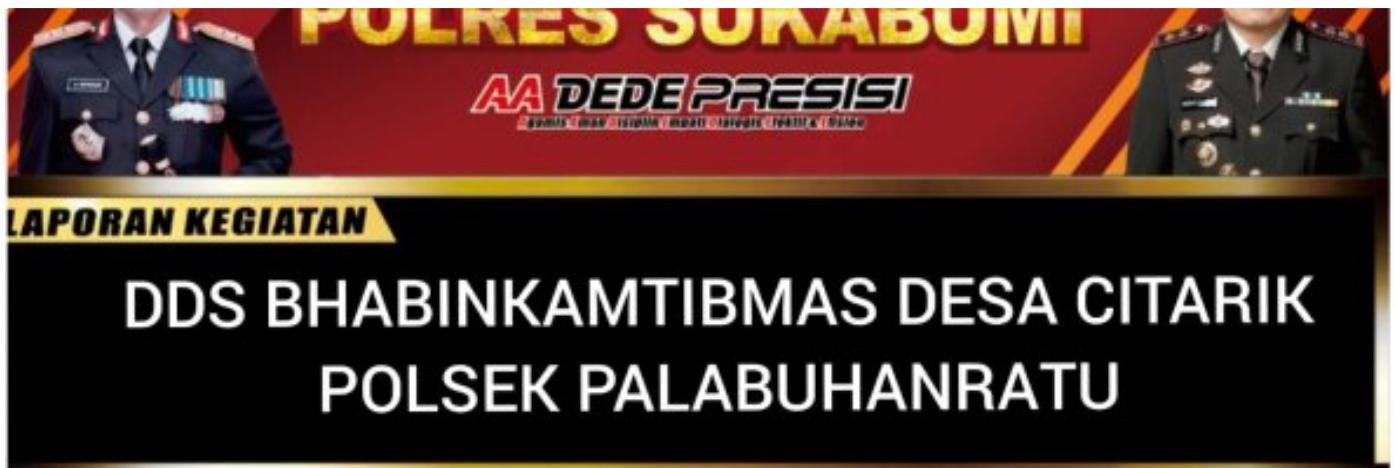 POLRES SUKABUMI
AA DEDE PRESISI
LAPORAN KEGIATAN
DDS BHABINKAMTIBMAS DESA CITARIK
POLSEK PALABUHANRATU